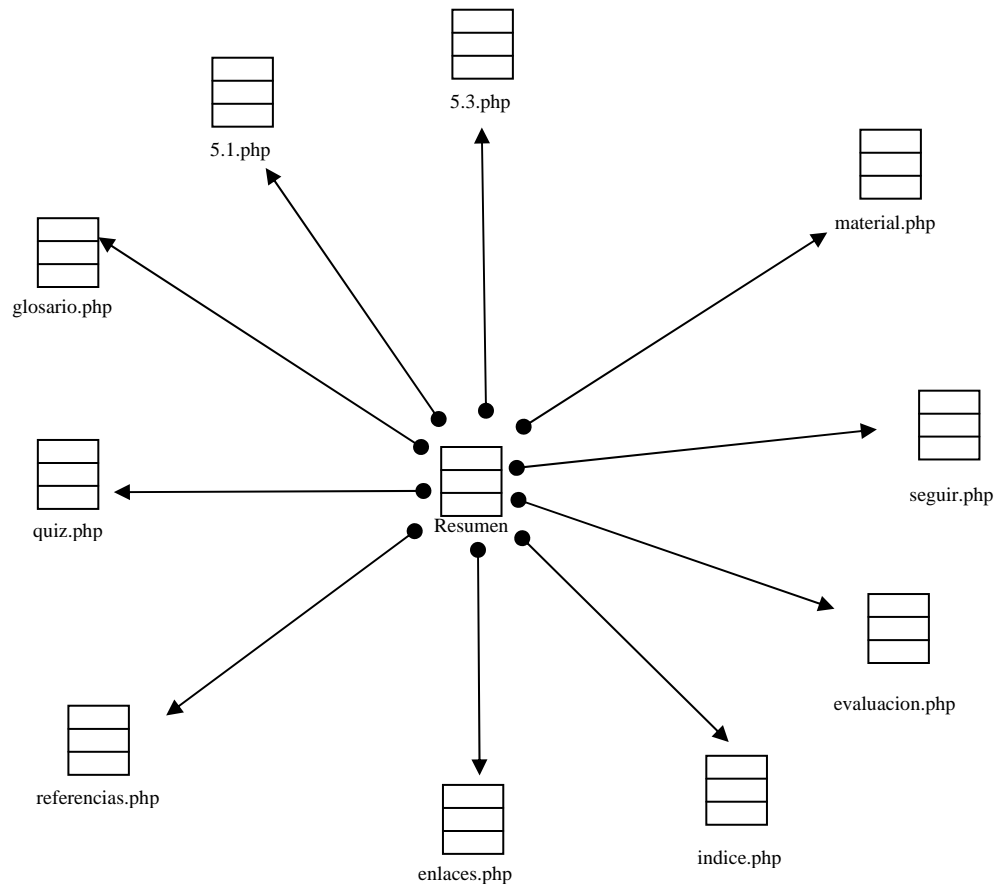 5.3.php
5.1.php
material.php
glosario.php
seguir.php
Resumen
quiz.php
evaluacion.php
referencias.php
indice.php
enlaces.php